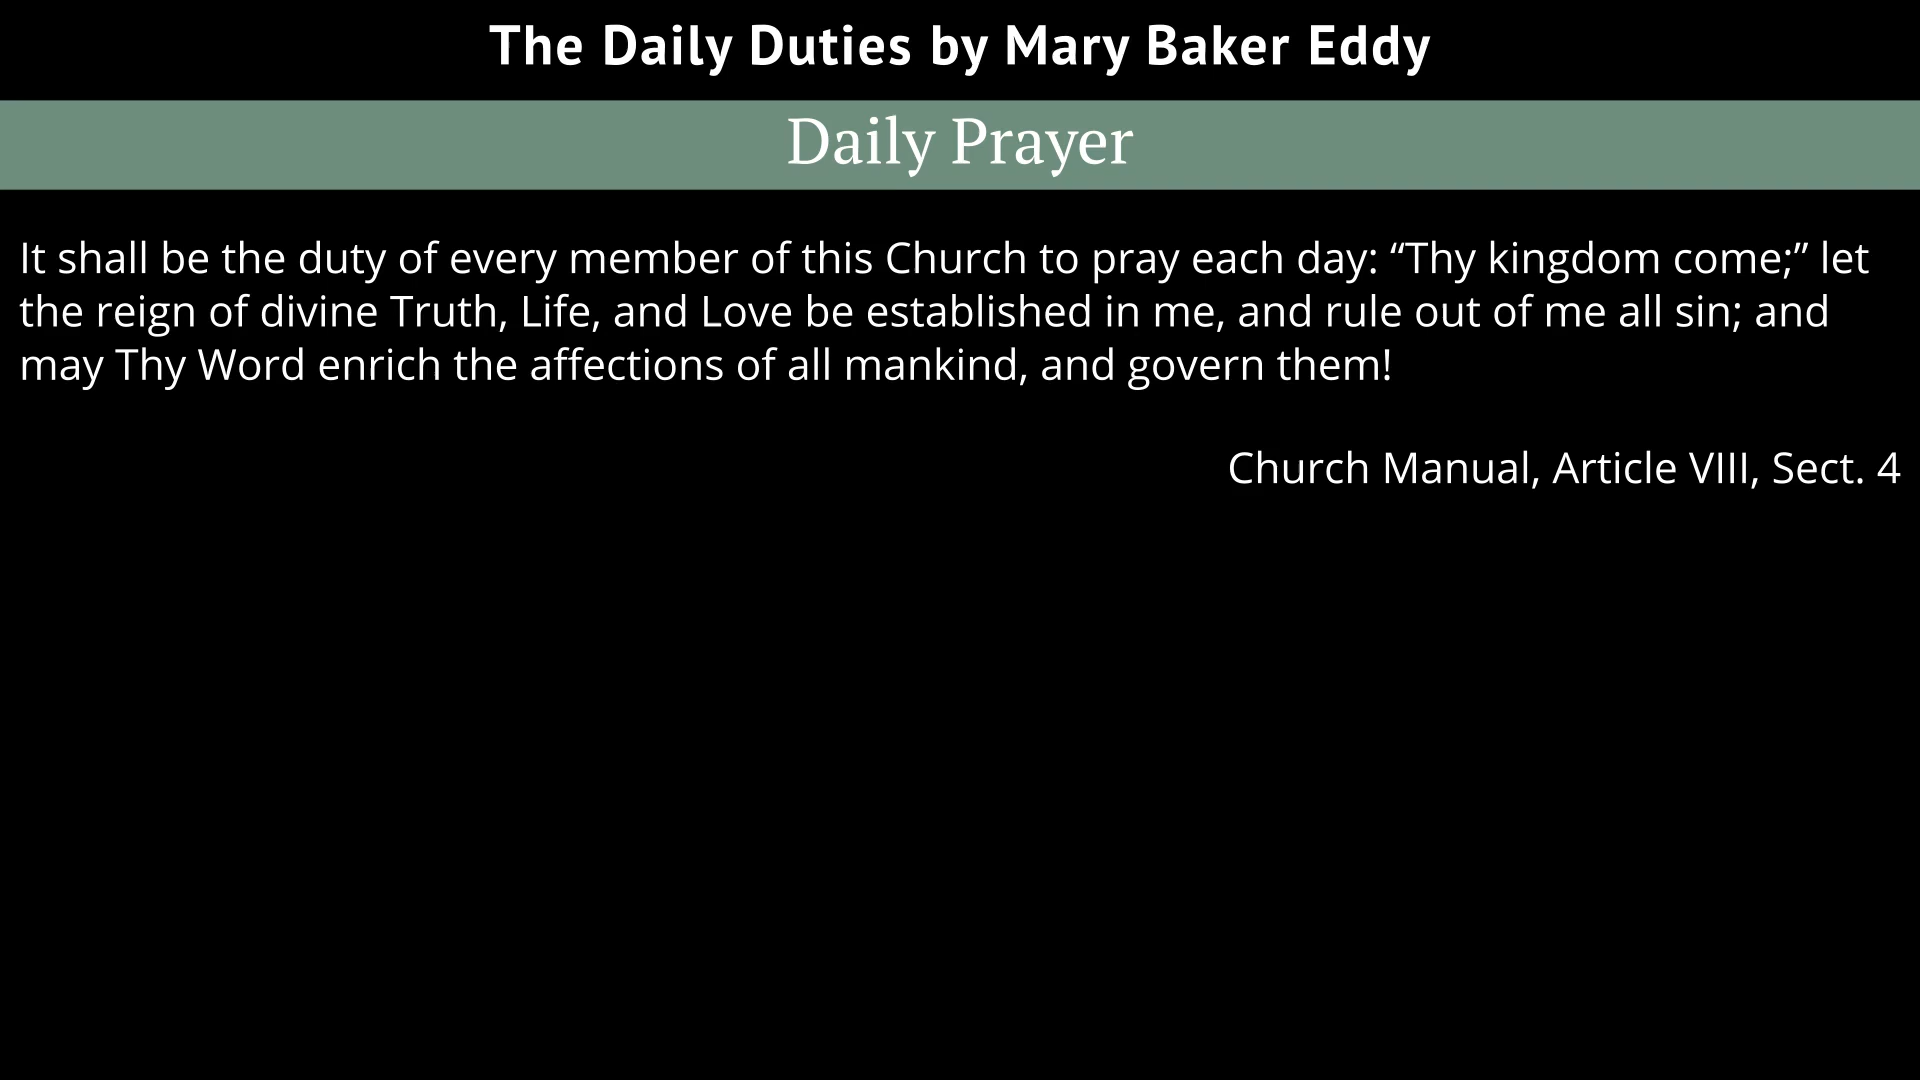 The Daily Duties by Mary Baker Eddy
Daily Prayer
It shall be the duty of every member of this Church to pray each day: “Thy kingdom come;” let
the reign of divine Truth, Life, and Love be established in me, and rule out of me all sin; and
may Thy Word enrich the affections of all mankind, and govern them!
Church Manual, Article VIII, Sect. 4